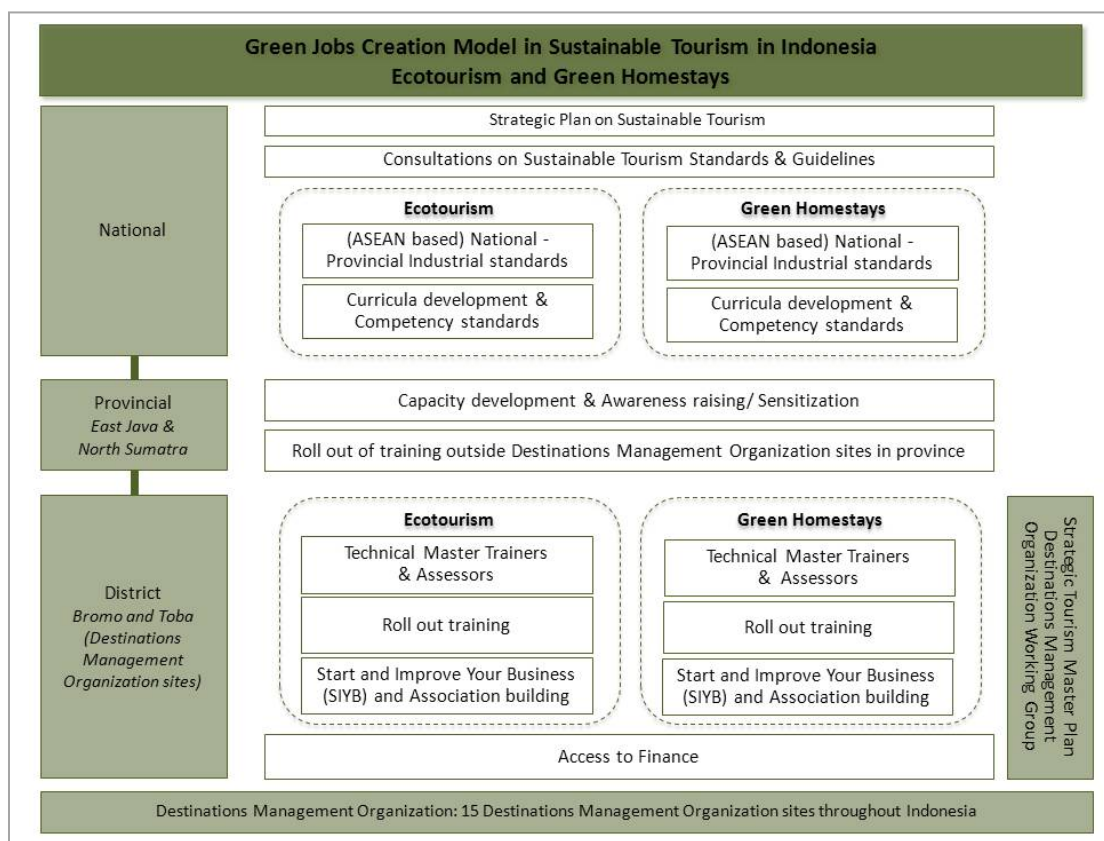 Green Jobs Creation Model in Sustainable Tourism in Indonesia
Ecotourism and Green Homestays
National
Strategic Plan on Sustainable Tourism
Consultations on Sustainable Tourism Standards & Guidelines
Ecotourism
(ASEAN based) National -
Provincial Industrial standards
Curricula development &
Competency standards
Green Homestays
(ASEAN based) National -
Provincial Industrial standards
Curricula development &
Competency standards
Provincial
East Java &
North Sumatra
Capacity development & Awareness raising/ Sensitization
Roll out of training outside Destinations Management Organization sites in province
District
Bromo and Toba
(Destinations
Management
Organization sites)
Ecotourism
Technical Master Trainers
& Assessors
Roll out training
Start and Improve Your Business
(SIYB) and Association building
Green Homestays
Technical Master Trainers
& Assessors
Roll out training
Start and Improve Your Business
(SIYB) and Association building
Access to Finance
Strategic Tourism Master Plan
Destinations Management
Organization Working Group
Destinations Management Organization: 15 Destinations Management Organization sites throughout Indonesia